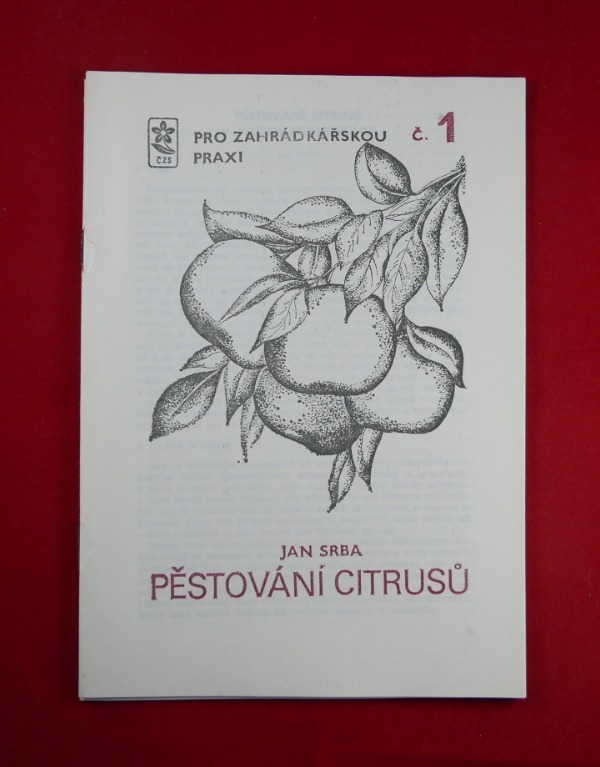 PRO ZAHRÁDKÁŘSKOU č. 1
PRAXI
ČZS
JAN SRBA
PĚSTOVÁNÍ CITRUSŮ